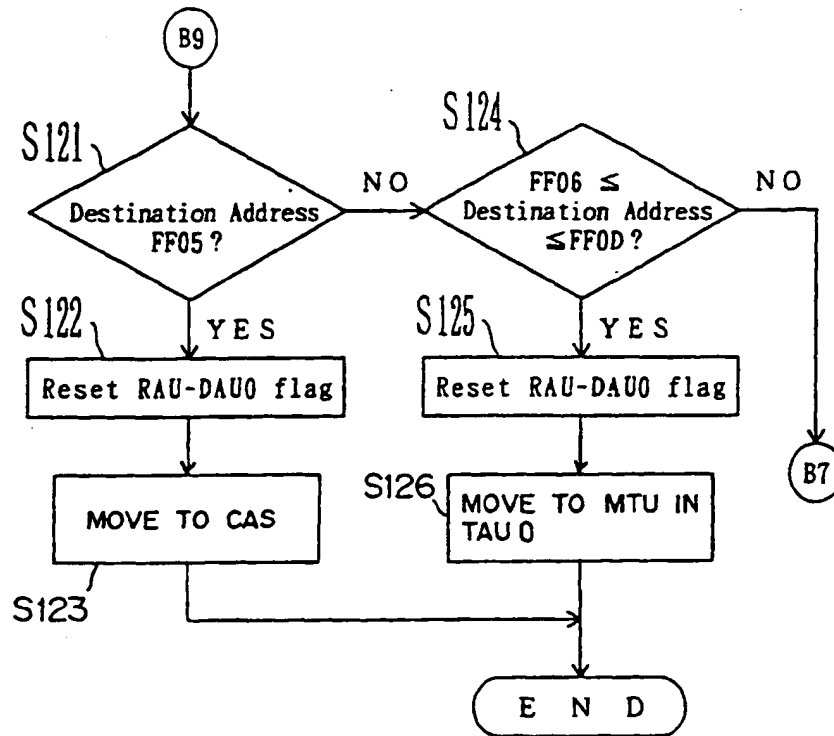 B9
S121
S124
Destination Address
FF05?
NO
FF06 ≦
Destination Address
≦FF0D?
NO
S122
YES
S125
YES
Reset RAU-DAU0 flag
Reset RAU-DAU0 flag
B7
MOVE TO CAS
S126
MOVE TO MTU IN
TAU 0
S123
END